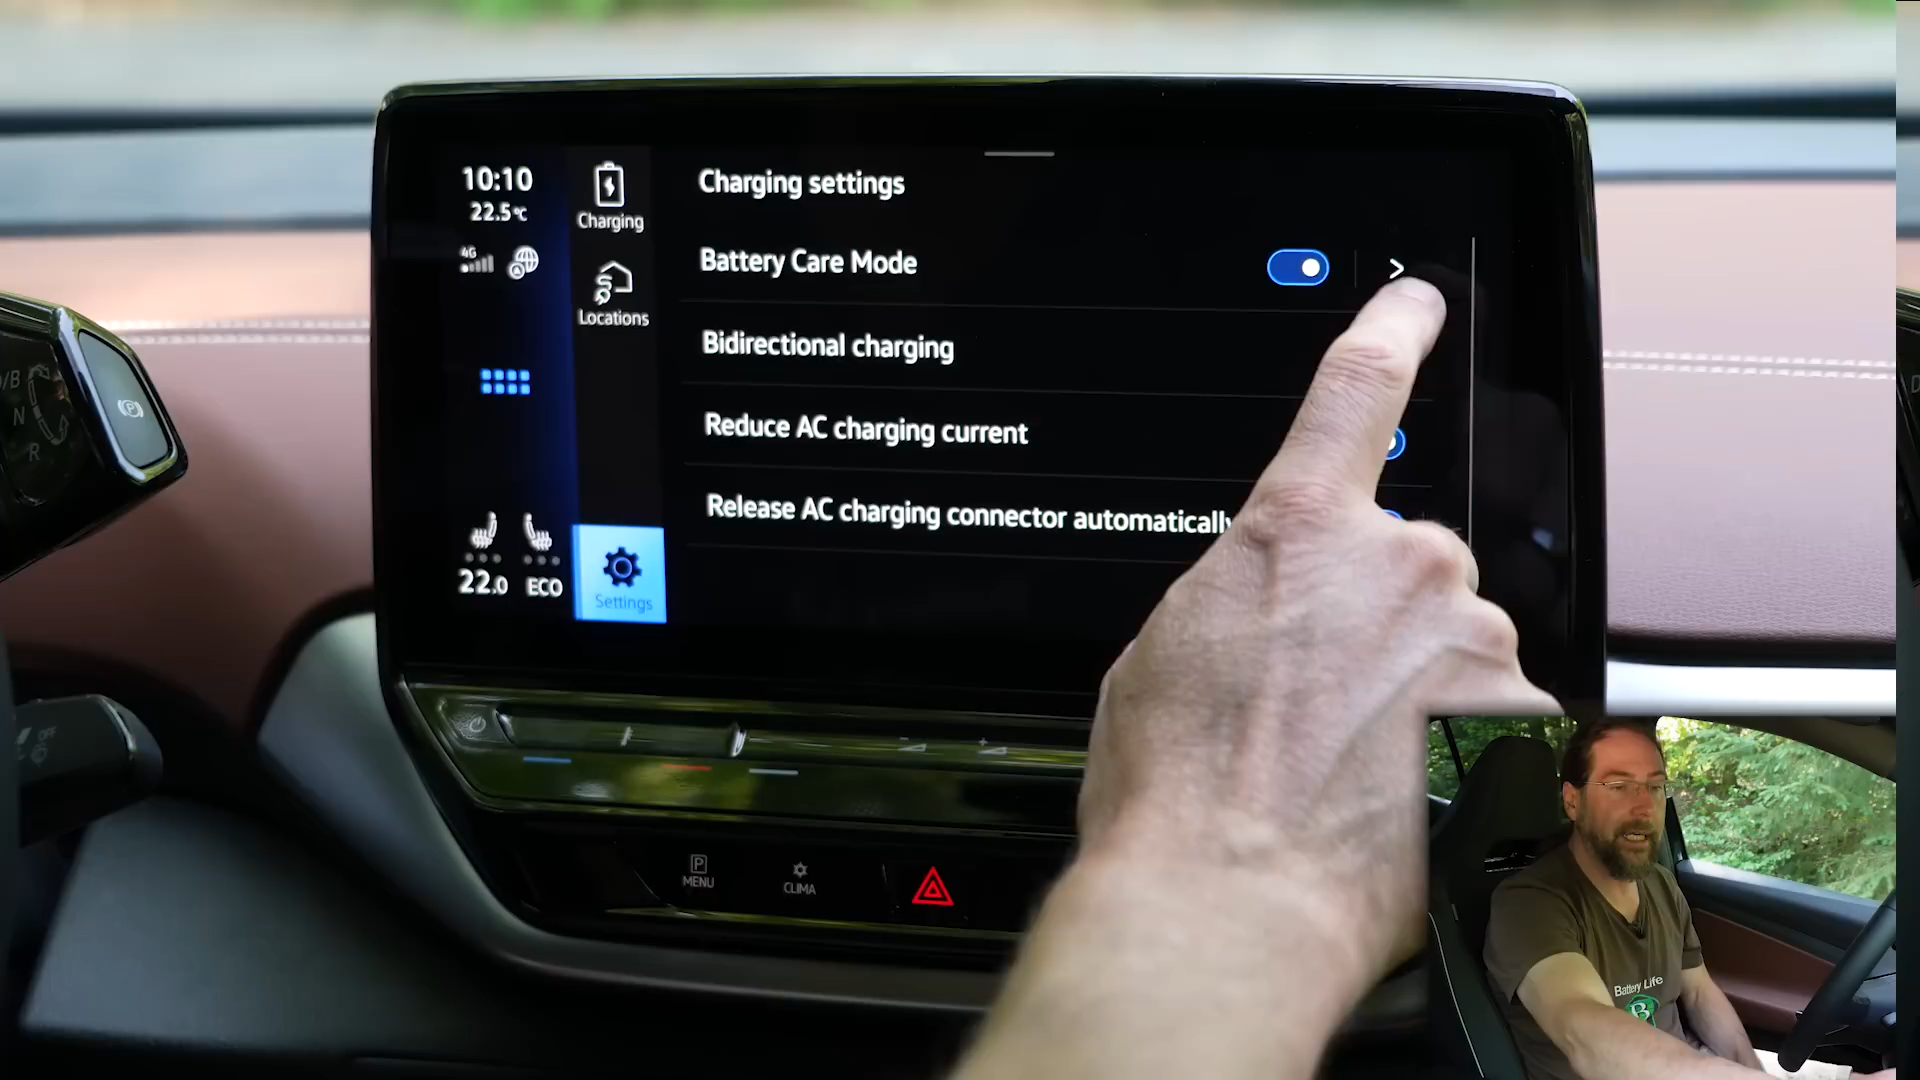 10:10
22.5°C
4G
Charging
Locations
Settings
22.0 ECO
Charging settings
Battery Care Mode
Bidirectional charging
Reduce AC charging current
Release AC charging connector automatically
D/B
N
R
P
OFF
P
MENU
CLIMA
Battery Life
B
D